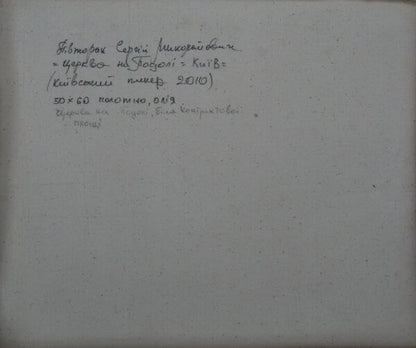 Півторак Сергій Миколайович
= церква на Подолі = Київ =
(Київський пленер 2010)
50×60 полотно, олія
Церква на Подолі, біля Контрактової
площі